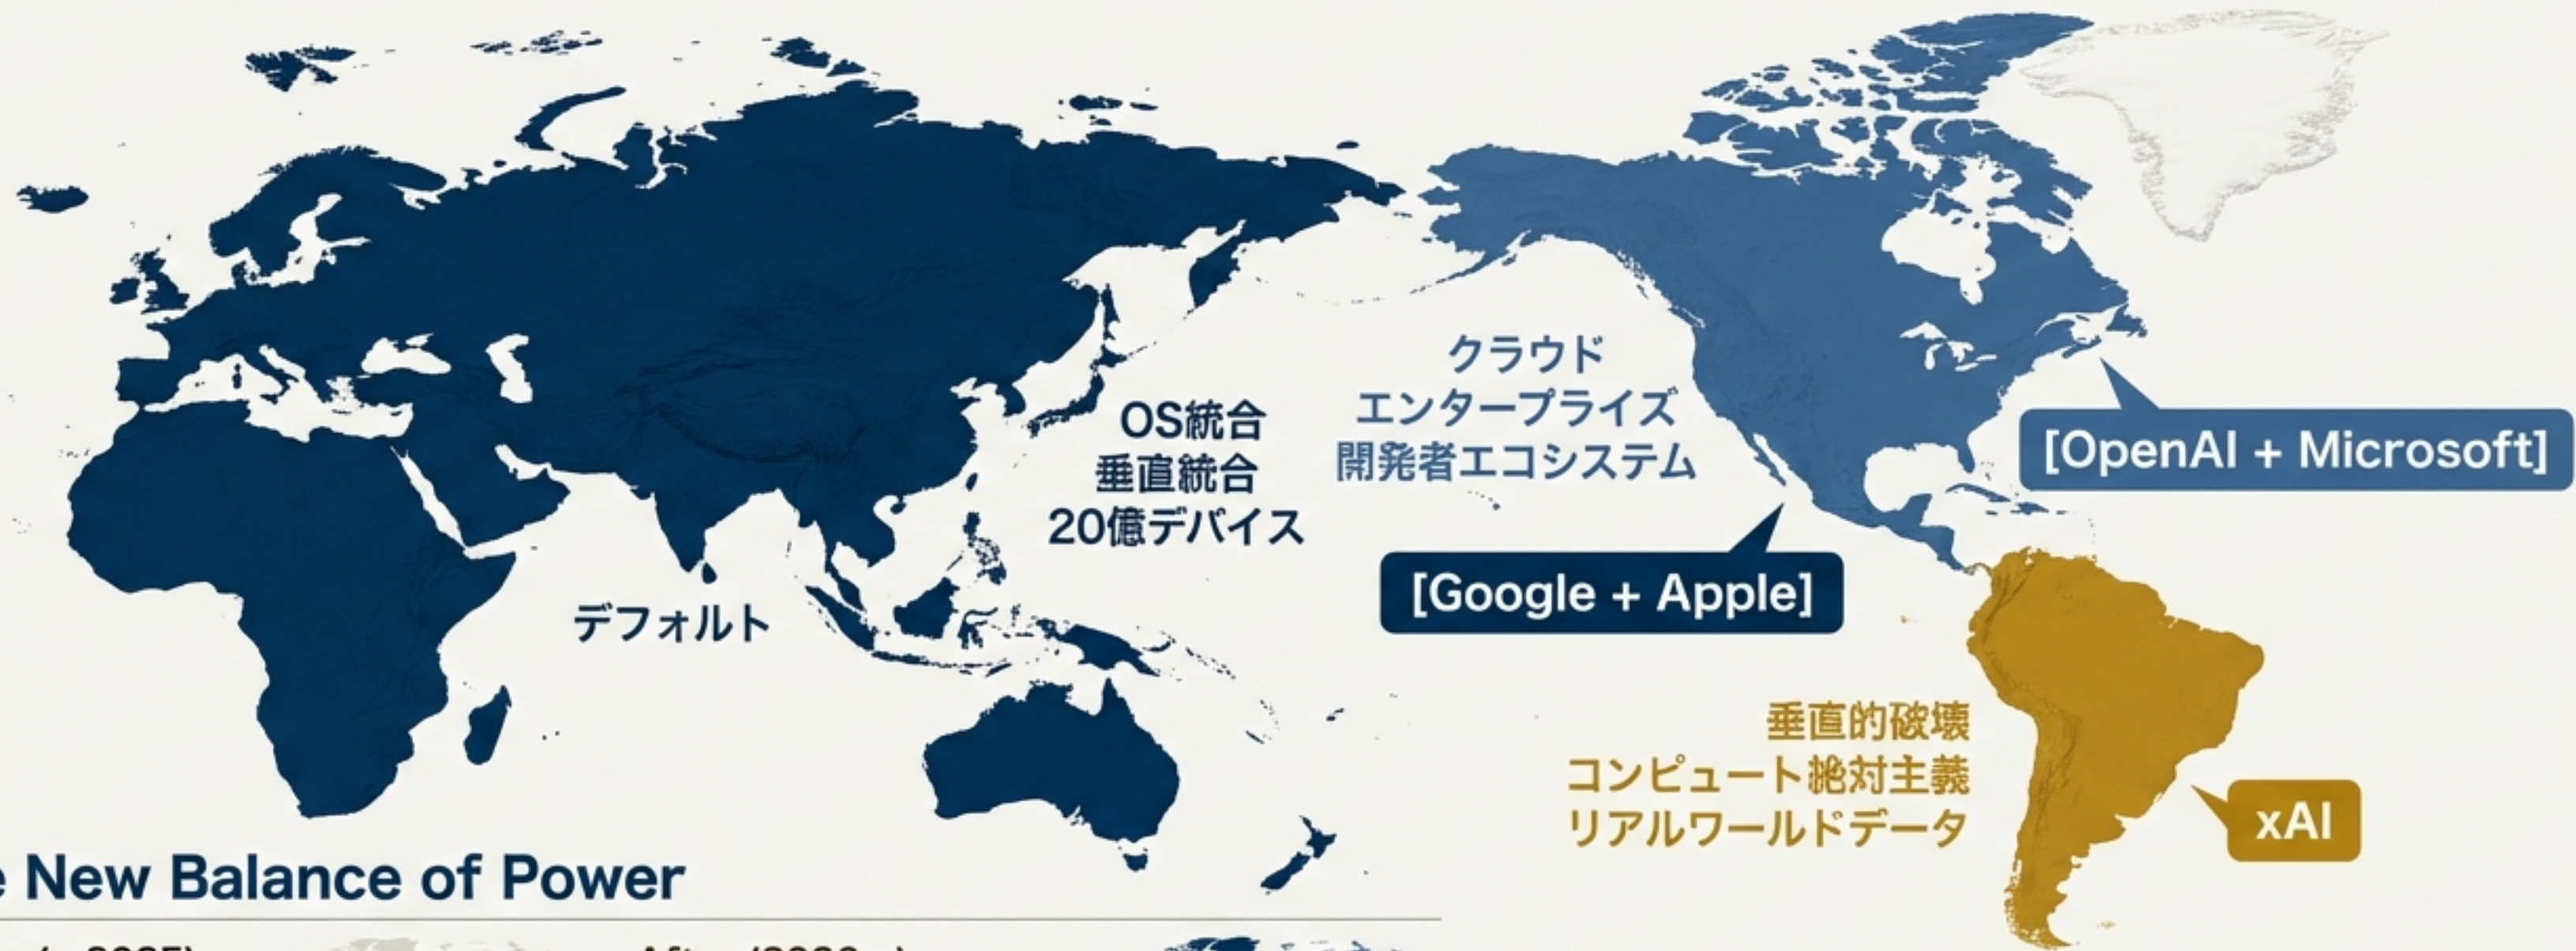 クラウド
エンタープライズ
開発者エコシステム
OS統合
垂直統合
20億デバイス
[OpenAI + Microsoft]
[Google + Apple]
デフォルト
垂直的破壊
コンピュート絶対主義
リアルワールドデータ
xAI
New Balance of Power